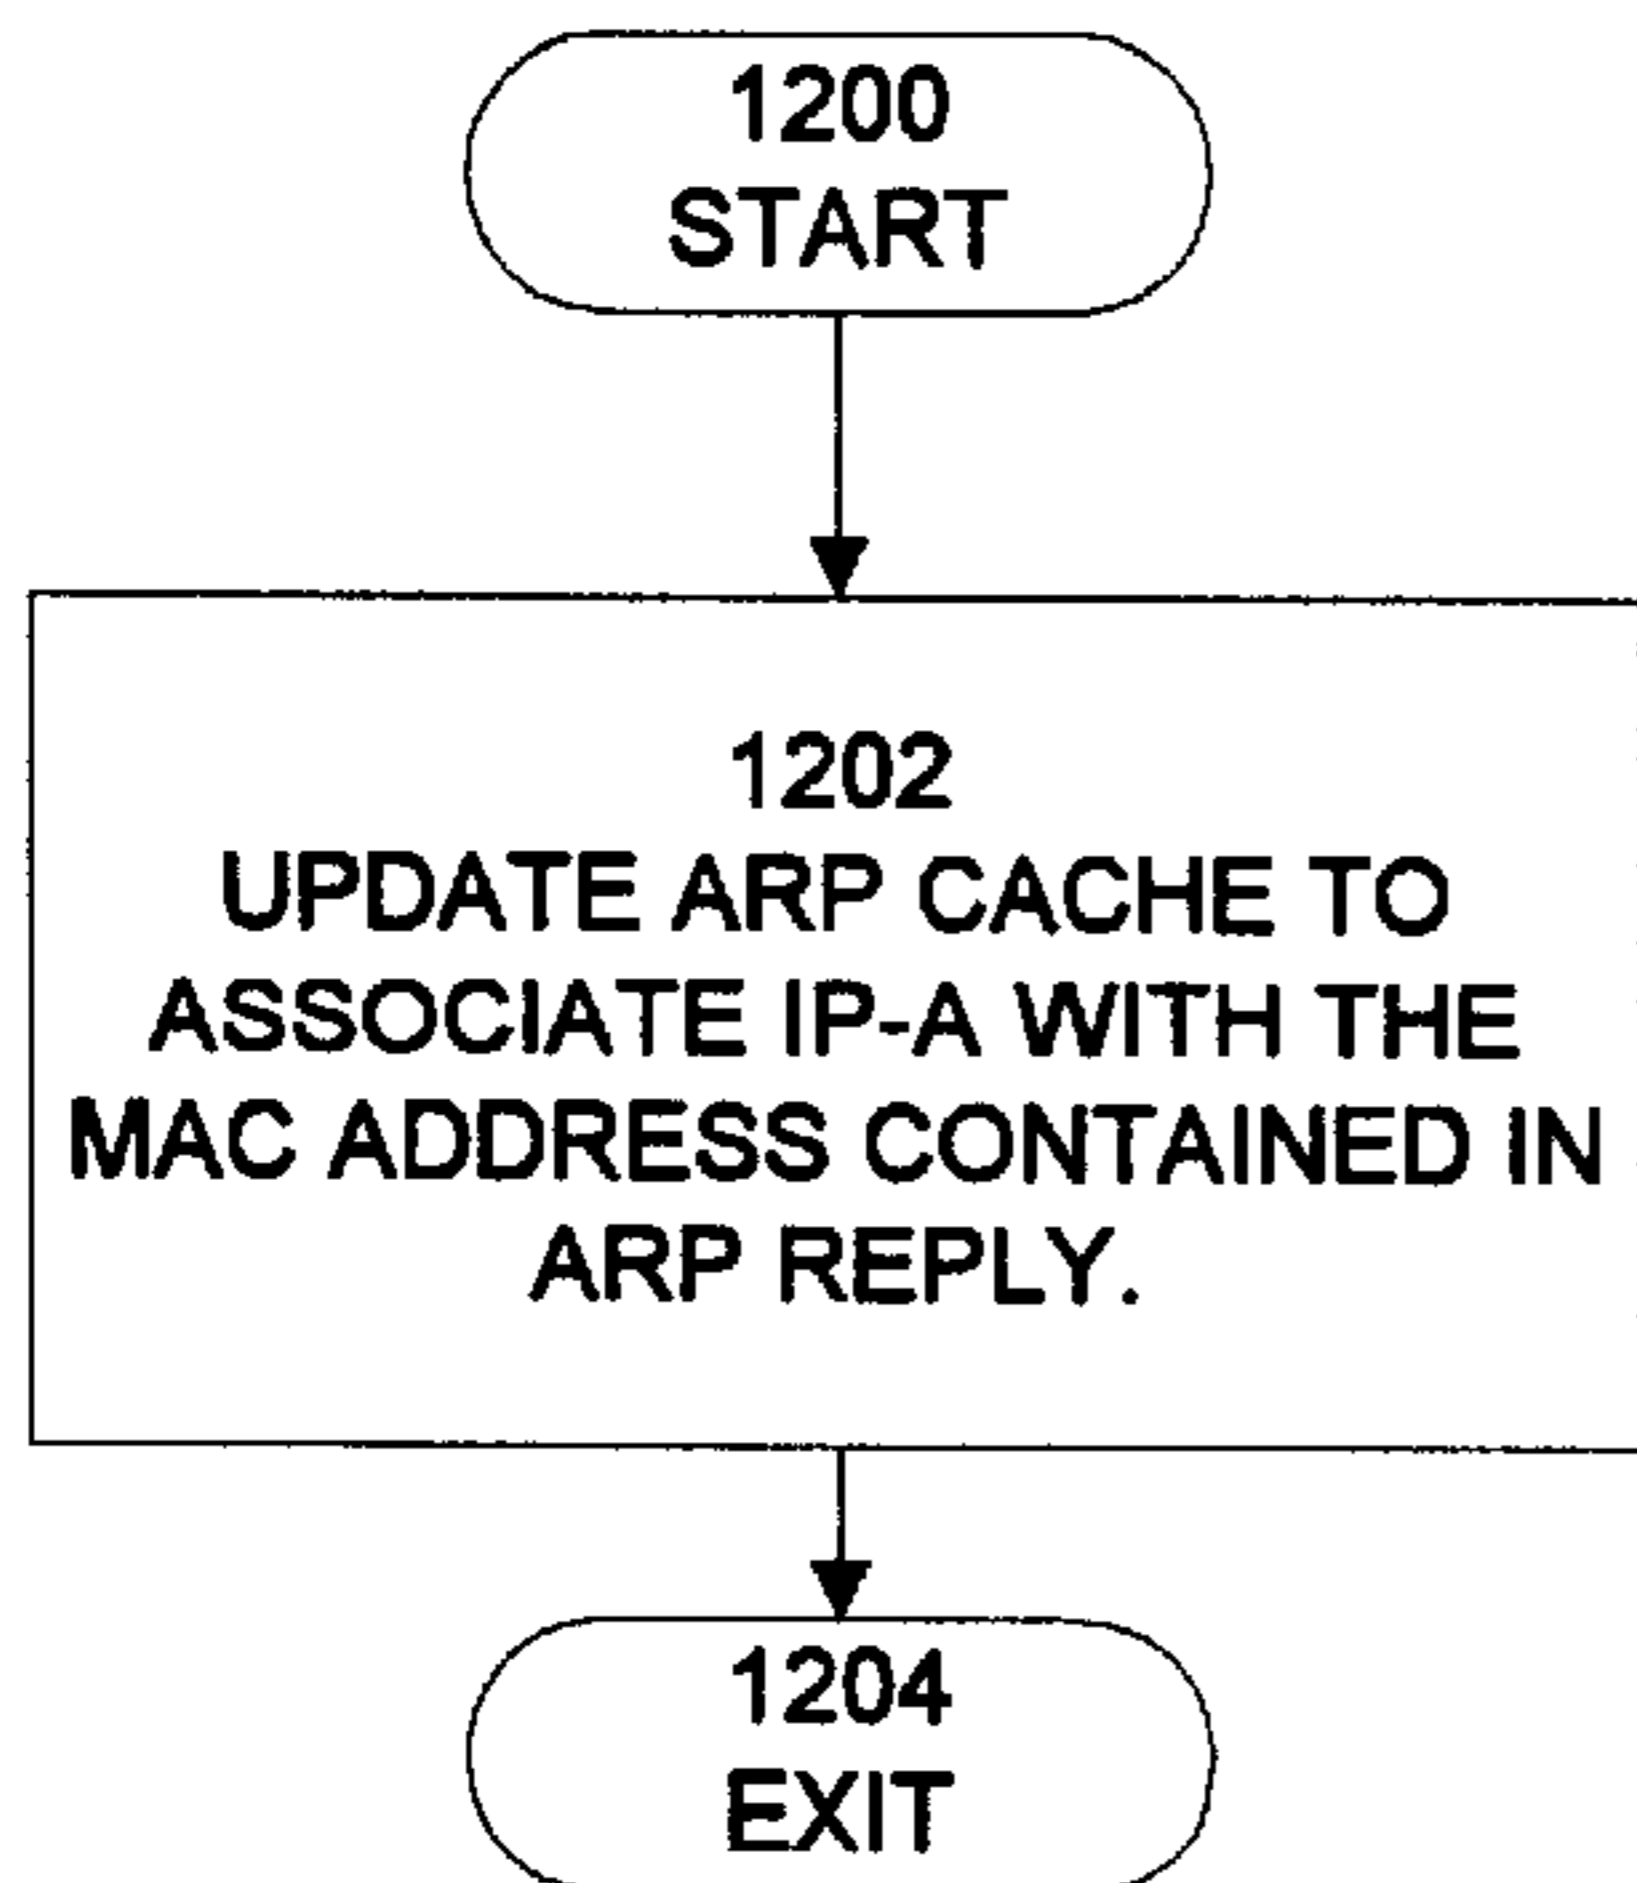 1200
START
1202
UPDATE ARP CACHE TO
ASSOCIATE IP-A WITH THE
MAC ADDRESS CONTAINED IN
ARP REPLY.
1204
EXIT